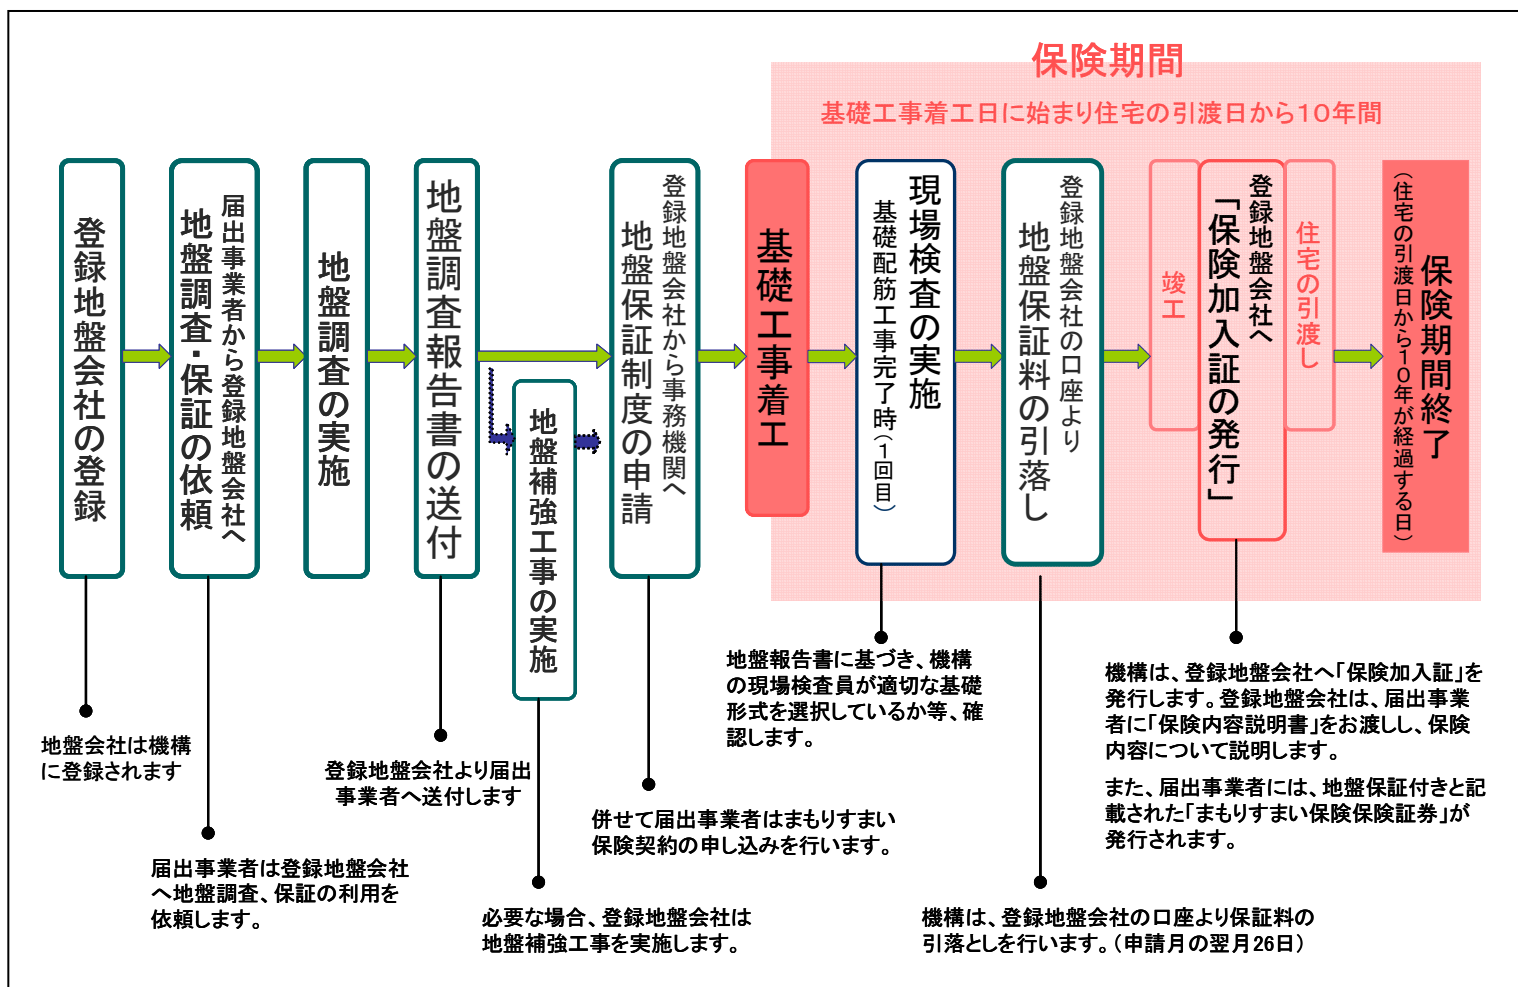 保険期間
基礎工事着工日に始まり住宅の引渡日から10年間
登録地盤会社の登録
届出事業者から登録地盤会社へ
地盤調査・保証の依頼
地盤調査の実施
地盤調査報告書の送付
地盤補強工事の実施
登録地盤会社から事務機関へ
地盤保証制度の申請
基礎工事着工
現場検査の実施
基礎配筋工事完了時(1回目)
登録地盤会社の口座より
地盤保証料の引落し
竣工
登録地盤会社へ
「保険加入証の発行」
住宅の引渡し
保険期間終了
(住宅の引渡日から10年が経過する日)
地盤会社は機構
に登録されます
届出事業者は登録地盤会社
へ地盤調査、保証の利用を
依頼します。
登録地盤会社より届出
事業者へ送付します
必要な場合、登録地盤会社は
地盤補強工事を実施します。
併せて届出事業者はまもりすまい
保険契約の申し込みを行います。
地盤報告書に基づき、機構
の現場検査員が適切な基礎
形式を選択しているか等、確
認します。
機構は、登録地盤会社の口座より保証料の
引落としを行います。(申請月の翌月26日)
機構は、登録地盤会社へ「保険加入証」を
発行します。登録地盤会社は、届出事業
者に「保険内容説明書」をお渡しし、保険
内容について説明します。
また、届出事業者には、地盤保証付きと記
載された「まもりすまい保険保険証券」が
発行されます。